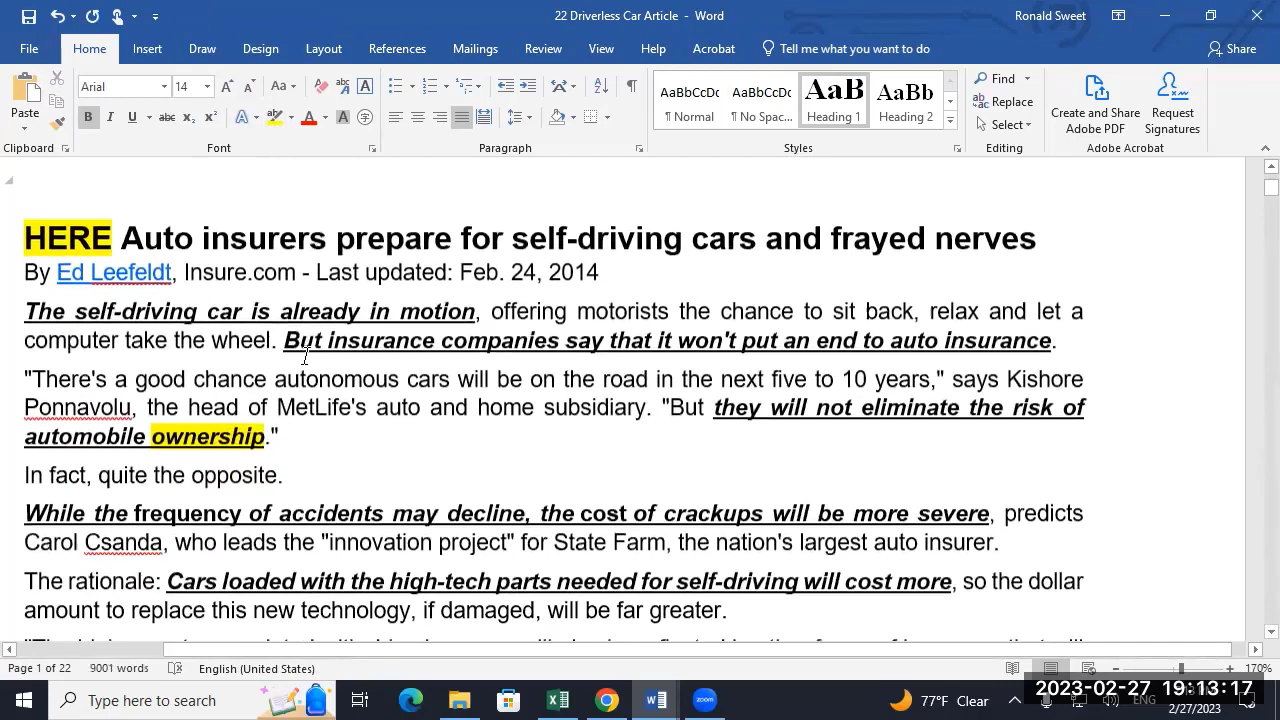 22 Driverless Car Article - Word
Ronald Sweet
File Home Insert Draw Design Layout References Mailings Review View Help Acrobat Tell me what you want to do Share
Paste
Arial 14
AaBbCcDc AaBbCcDc AaB AaBb
¶ Normal ¶ No Spac... Heading 1 Heading 2
Find
Replace
Select
Create and Share Adobe PDF
Request Signatures
Clipboard Font Paragraph Styles Editing Adobe Acrobat
HERE Auto insurers prepare for self-driving cars and frayed nerves
By Ed Leefeldt, Insure.com - Last updated: Feb. 24, 2014
The self-driving car is already in motion, offering motorists the chance to sit back, relax and let a
computer take the wheel. But insurance companies say that it won't put an end to auto insurance.
"There's a good chance autonomous cars will be on the road in the next five to 10 years," says Kishore
Ponnavolu, the head of MetLife's auto and home subsidiary. "But they will not eliminate the risk of
automobile ownership."
In fact, quite the opposite.
While the frequency of accidents may decline, the cost of crackups will be more severe, predicts
Carol Csanda, who leads the "innovation project" for State Farm, the nation's largest auto insurer.
The rationale: Cars loaded with the high-tech parts needed for self-driving will cost more, so the dollar
amount to replace this new technology, if damaged, will be far greater.
Page 1 of 22 9001 words English (United States) 170%
Type here to search
zoom
77°F Clear
ENG
2023-02-27 19:13:17
2/27/2023